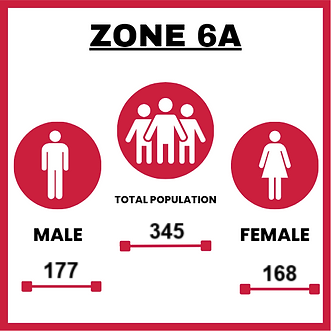 ZONE 6A
TOTAL POPULATION
345
MALE
177
FEMALE
168